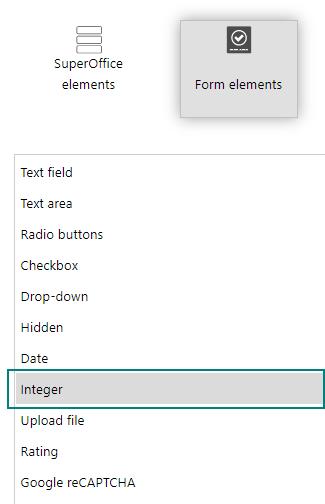 SuperOffice
elements
Form elements
Text field
Text area
Radio buttons
Checkbox
Drop-down
Hidden
Date
Integer
Upload file
Rating
Google reCAPTCHA